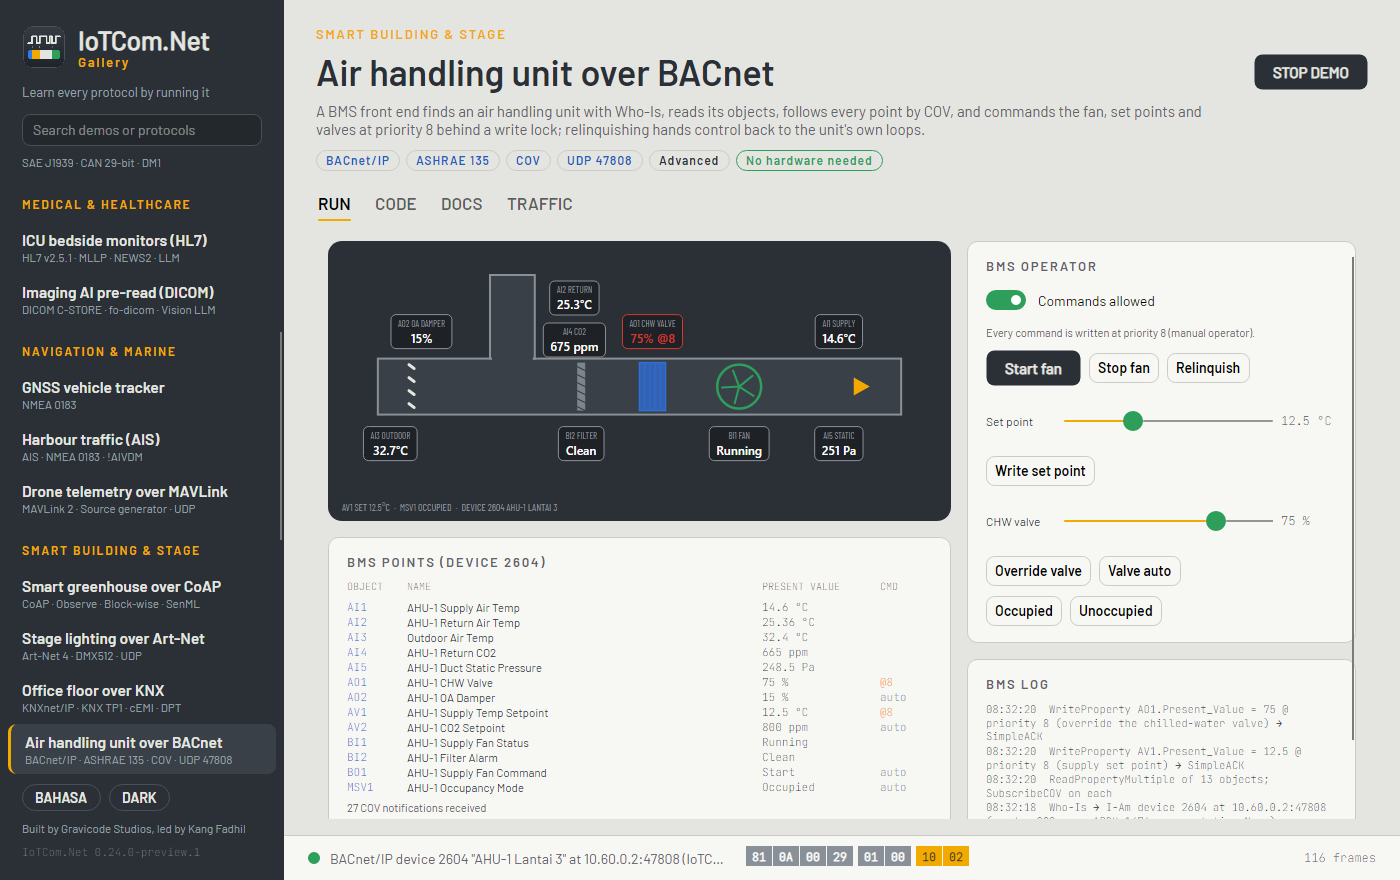 IoTCom.Net
Gallery
Learn every protocol by running it
Search demos or protocols
SAE J1939 · CAN 29-bit · DM1
MEDICAL & HEALTHCARE
ICU bedside monitors (HL7)
HL7 v2.5.1 · MLLP · NEWS2 · LLM
Imaging AI pre-read (DICOM)
DICOM C-STORE · fo-dicom · Vision LLM
NAVIGATION & MARINE
GNSS vehicle tracker
NMEA 0183
Harbour traffic (AIS)
AIS · NMEA 0183 · !AIVDM
Drone telemetry over MAVLink
MAVLink 2 · Source generator · UDP
SMART BUILDING & STAGE
Smart greenhouse over CoAP
CoAP · Observe · Block-wise · SenML
Stage lighting over Art-Net
Art-Net 4 · DMX512 · UDP
Office floor over KNX
KNXnet/IP · KNX TP1 · cEMI · DPT
Air handling unit over BACnet
BACnet/IP · ASHRAE 135 · COV · UDP 47808
BAHASA DARK
Built by Gravicode Studios, led by Kang Fadhil
IoTCom.Net 0.24.0-preview.1
SMART BUILDING & STAGE
Air handling unit over BACnet
STOP DEMO
A BMS front end finds an air handling unit with Who-Is, reads its objects, follows every point by COV, and commands the fan, set points and
valves at priority 8 behind a write lock; relinquishing hands control back to the unit's own loops.
BACnet/IP ASHRAE 135 COV UDP 47808 Advanced No hardware needed
RUN CODE DOCS TRAFFIC
AI2 RETURN
25.3°C
AO2 OA DAMPER
15%
AI4 CO2
675 ppm
AO1 CHW VALVE
75% @8
AI1 SUPPLY
14.6°C
AI3 OUTDOOR
32.7°C
BI2 FILTER
Clean
BI1 FAN
Running
AI5 STATIC
251 Pa
AV1 SET 12.5°C · MSV1 OCCUPIED · DEVICE 2604 AHU-1 LANTAI 3
BMS POINTS (DEVICE 2604)
OBJECT NAME PRESENT VALUE CMD
AI1 AHU-1 Supply Air Temp 14.6 °C
AI2 AHU-1 Return Air Temp 25.36 °C
AI3 Outdoor Air Temp 32.4 °C
AI4 AHU-1 Return CO2 665 ppm
AI5 AHU-1 Duct Static Pressure 248.5 Pa
AO1 AHU-1 CHW Valve 75 % @8
AO2 AHU-1 OA Damper 15 % auto
AV1 AHU-1 Supply Temp Setpoint 12.5 °C @8
AV2 AHU-1 CO2 Setpoint 800 ppm auto
BI1 AHU-1 Supply Fan Status Running
BI2 AHU-1 Filter Alarm Clean
BO1 AHU-1 Supply Fan Command Start auto
MSV1 AHU-1 Occupancy Mode Occupied auto
27 COV notifications received
BMS OPERATOR
Commands allowed
Every command is written at priority 8 (manual operator).
Start fan Stop fan Relinquish
Set point 12.5 °C
Write set point
CHW valve 75 %
Override valve Valve auto
Occupied Unoccupied
BMS LOG
08:32:20 WriteProperty AO1.Present_Value = 75 @
priority 8 (override the chilled-water valve) →
SimpleACK
08:32:20 WriteProperty AV1.Present_Value = 12.5 @
priority 8 (supply set point) → SimpleACK
08:32:20 ReadPropertyMultiple of 13 objects;
SubscribeCOV on each
08:32:18 Who-Is → I-Am device 2604 at 10.60.0.2:47808
BACnet/IP device 2604 "AHU-1 Lantai 3" at 10.60.0.2:47808 (IoTC...
81 0A 00 29 01 00 10 02
116 frames